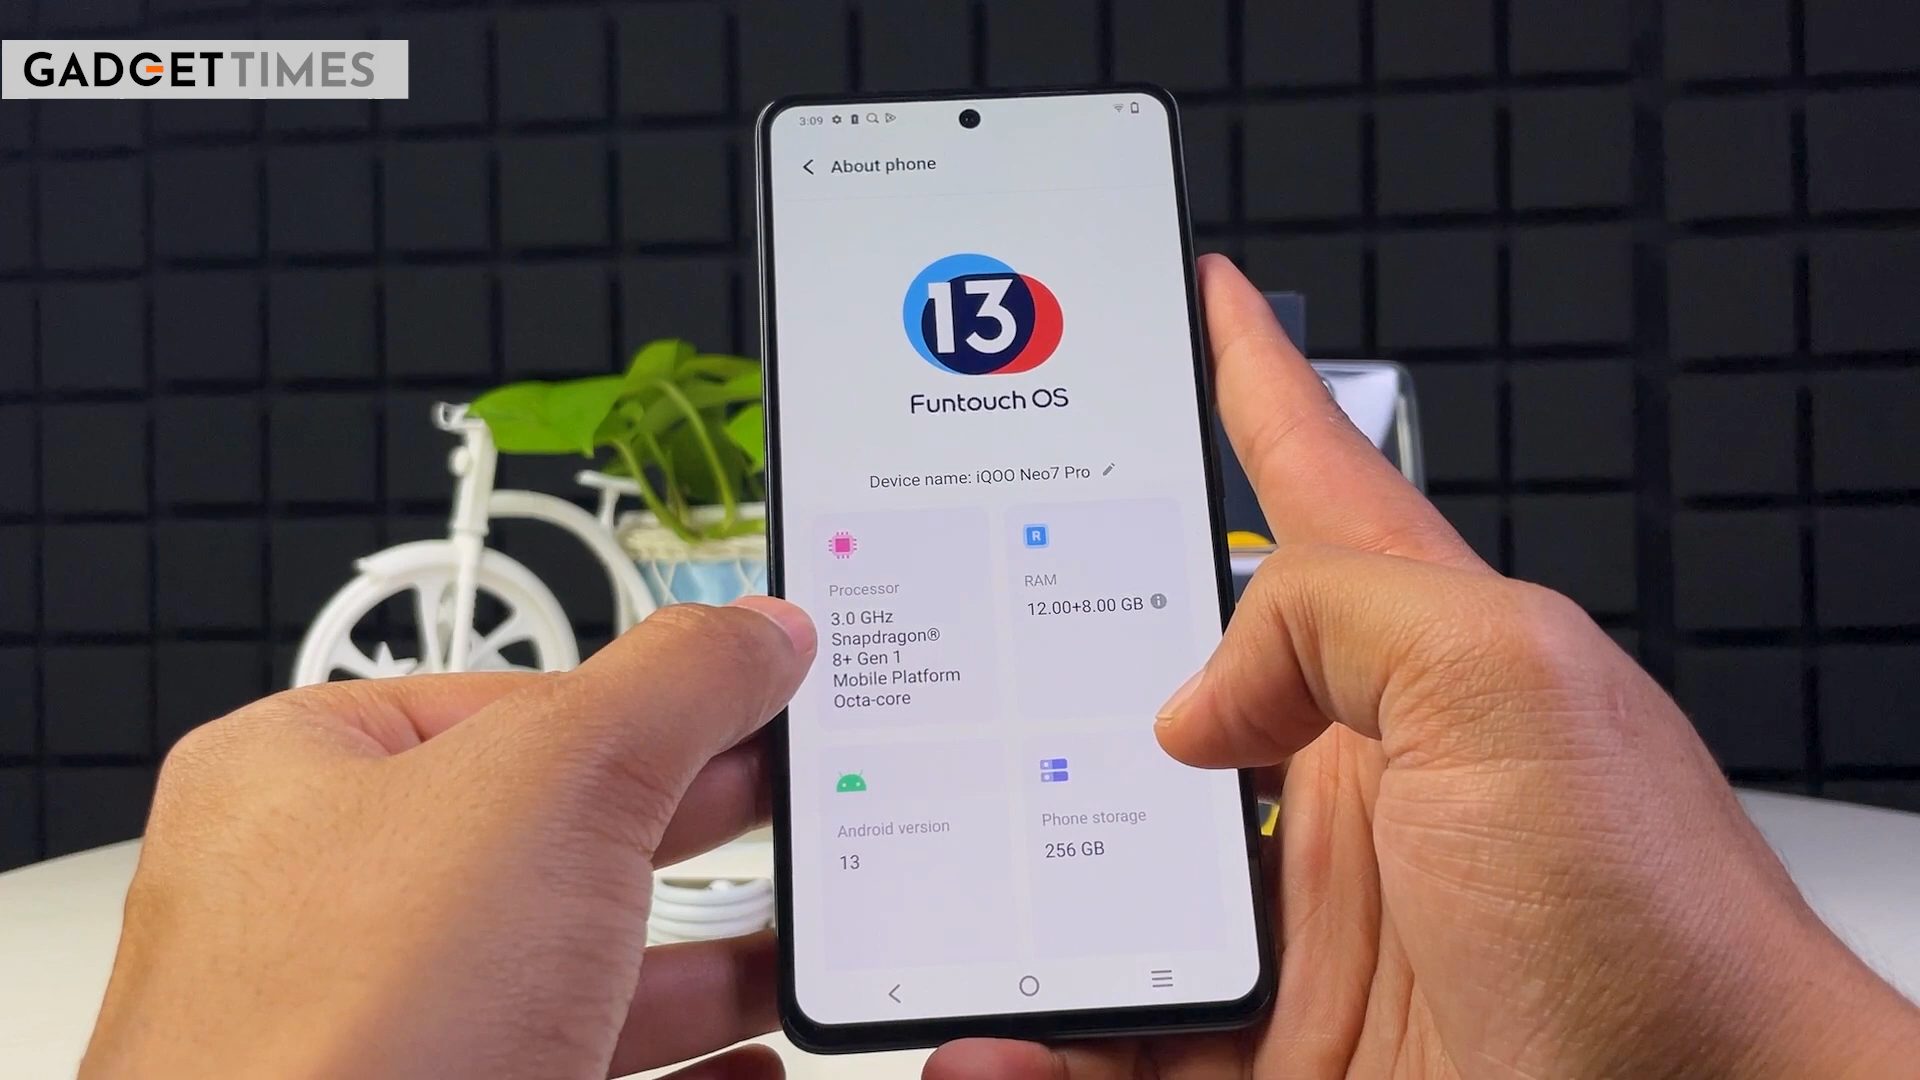 GADGETTIMES
3:09
About phone
13
Funtouch OS
Device name: iQOO Neo7 Pro
R
Processor
3.0 GHz
Snapdragon®
8+ Gen 1
Mobile Platform
Octa-core
RAM
12.00+8.00 GB
Android version
13
Phone storage
256 GB